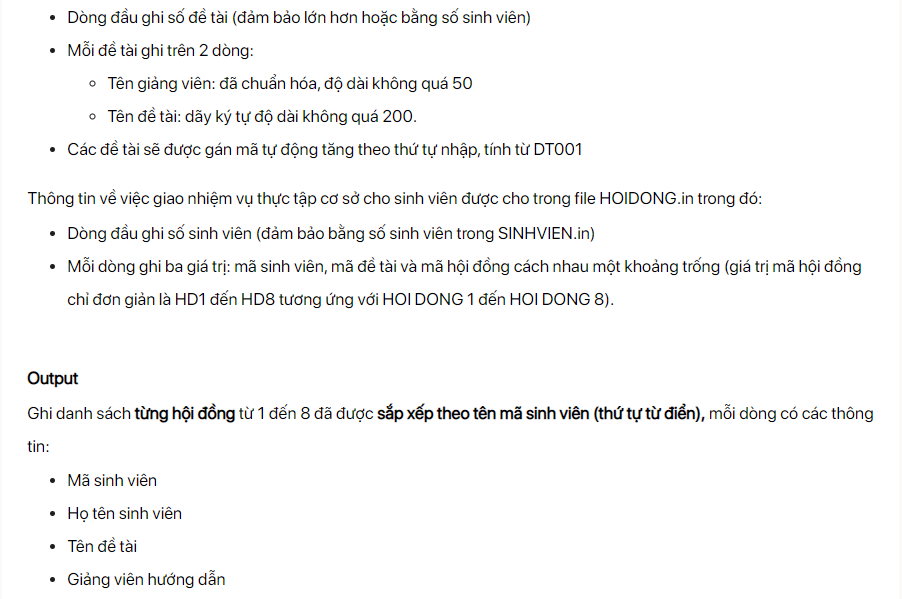 Dòng đầu ghi số đề tài (đảm bảo lớn hơn hoặc bằng số sinh viên)
Mỗi đề tài ghi trên 2 dòng:
Tên giảng viên: đã chuẩn hóa, độ dài không quá 50
Tên đề tài: dãy ký tự độ dài không quá 200.
Các đề tài sẽ được gán mã tự động tăng theo thứ tự nhập, tính từ DT001
Thông tin về việc giao nhiệm vụ thực tập cơ sở cho sinh viên được cho trong file HOIDONG.in trong đó:
Dòng đầu ghi số sinh viên (đảm bảo bằng số sinh viên trong SINHVIEN.in)
Mỗi dòng ghi ba giá trị: mã sinh viên, mã đề tài và mã hội đồng cách nhau một khoảng trống (giá trị mã hội đồng
chỉ đơn giản là HD1 đến HD8 tương ứng với HOI DONG 1 đến HOI DONG 8).
Output
Ghi danh sách từng hội đồng từ 1 đến 8 đã được sắp xếp theo tên mã sinh viên (thứ tự từ điển), mỗi dòng có các thông
tin:
Mã sinh viên
Họ tên sinh viên
Tên đề tài
Giảng viên hướng dẫn